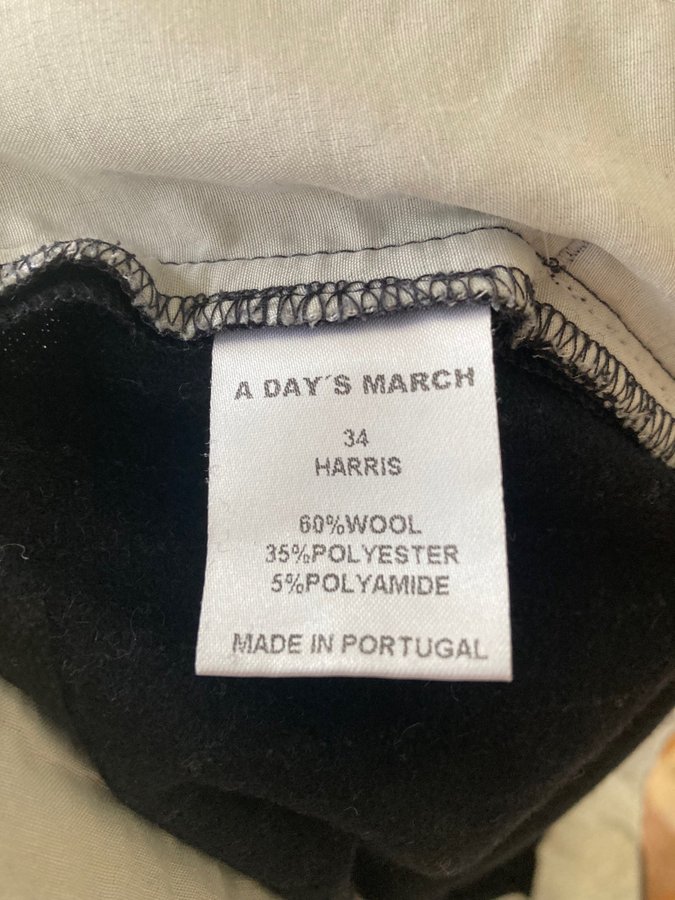 A DAY´S MARCH
34
HARRIS
60%WOOL
35%POLYESTER
5%POLYAMIDE
MADE IN PORTUGAL